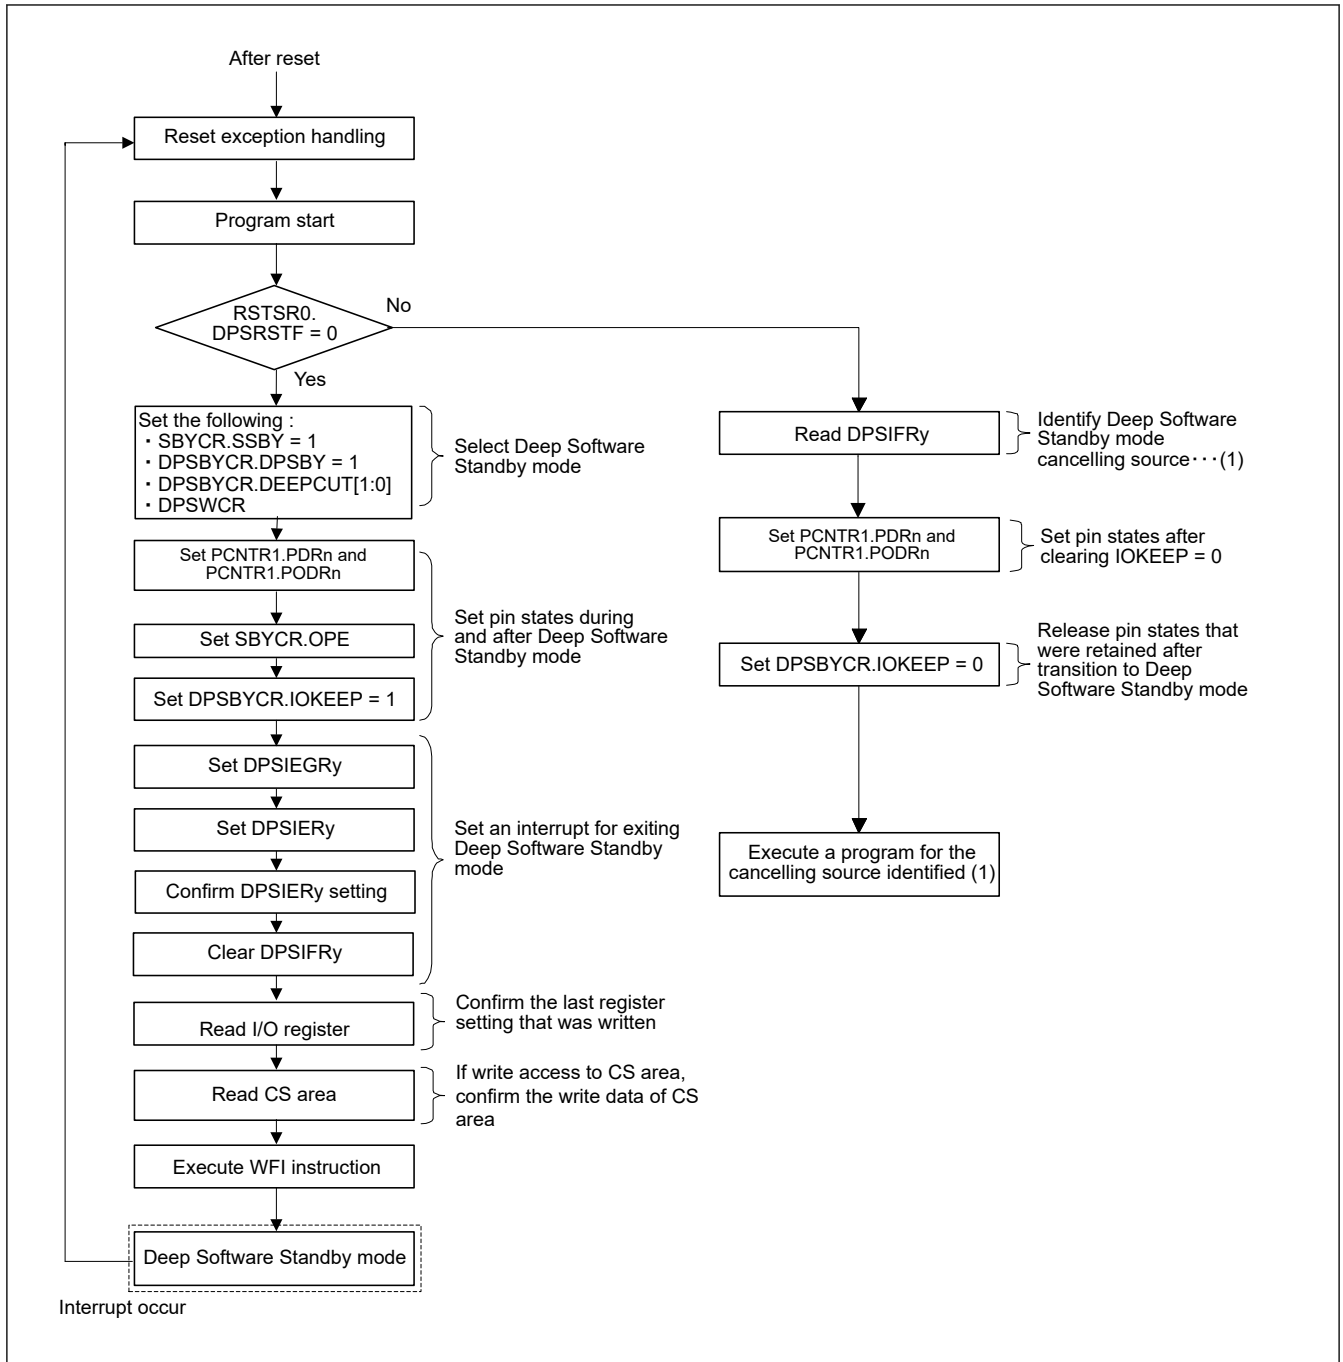 After reset
Reset exception handling
Program start
RSTSR0.
DPSRSTF = 0
No
Yes
Set the following :
・SBYCR.SSBY = 1
・DPSBYCR.DPSBY = 1
・DPSBYCR.DEEPCUT[1:0]
・DPSWCR
Select Deep Software
Standby mode
Set PCNTR1.PDRn and
PCNTR1.PODRn
Set SBYCR.OPE
Set DPSBYCR.IOKEEP = 1
Set pin states during
and after Deep Software
Standby mode
Set DPSIEGRy
Set DPSIERy
Confirm DPSIERy setting
Clear DPSIFRy
Set an interrupt for exiting
Deep Software Standby
mode
Read I/O register
Confirm the last register
setting that was written
Read CS area
If write access to CS area,
confirm the write data of CS
area
Execute WFI instruction
Deep Software Standby mode
Interrupt occur
Read DPSIFRy
Identify Deep Software
Standby mode
cancelling source･･･(1)
Set PCNTR1.PDRn and
PCNTR1.PODRn
Set pin states after
clearing IOKEEP = 0
Set DPSBYCR.IOKEEP = 0
Release pin states that
were retained after
transition to Deep
Software Standby mode
Execute a program for the
cancelling source identified (1)